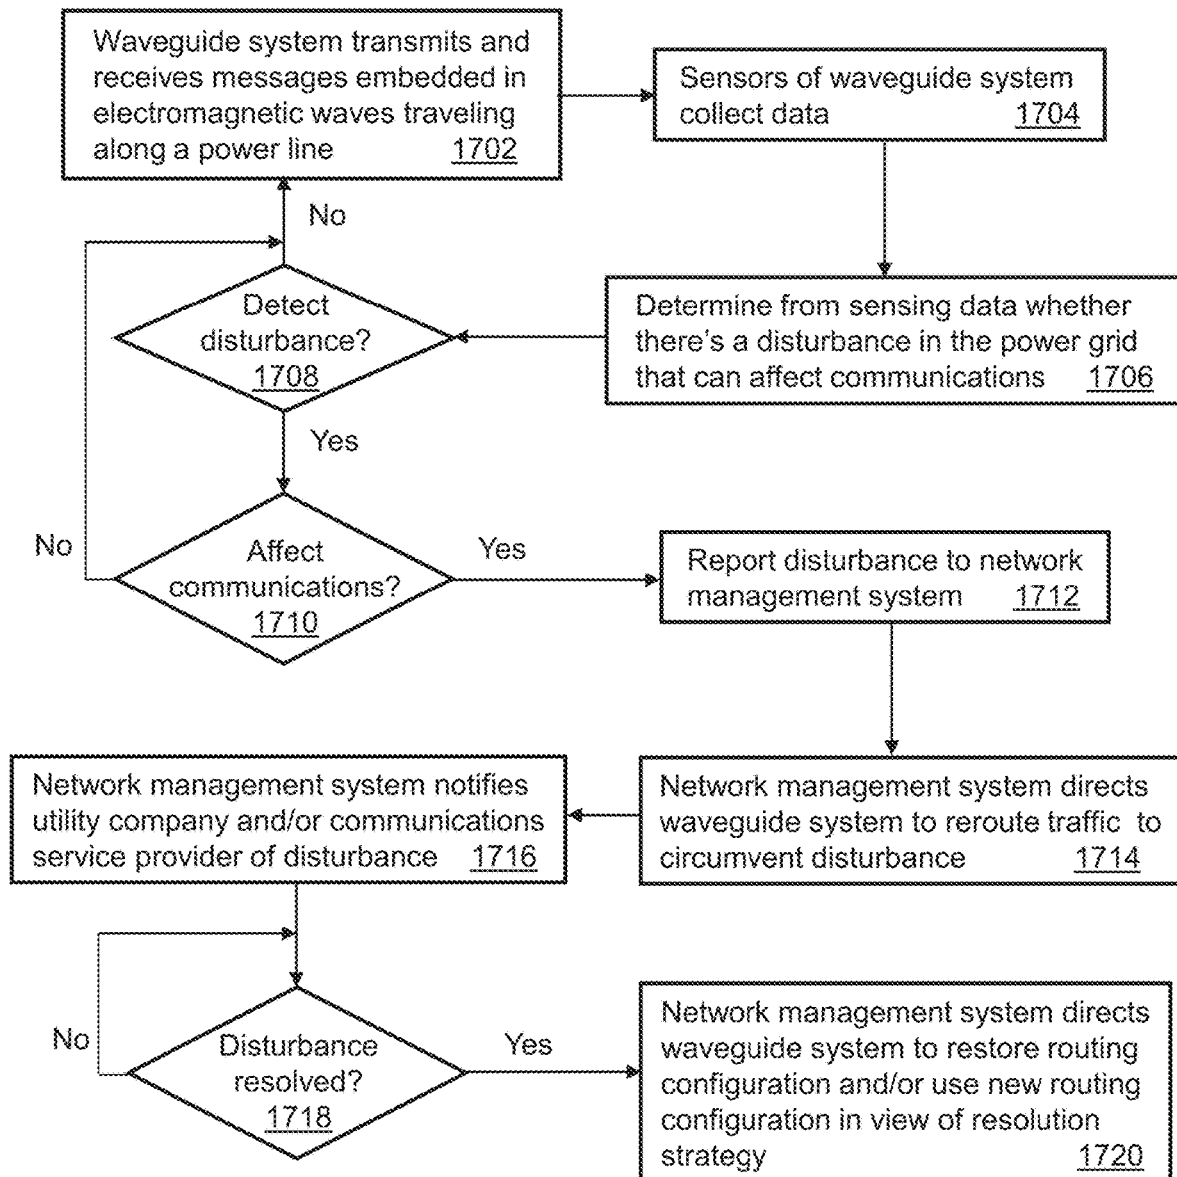 Waveguide system transmits and
receives messages embedded in
electromagnetic waves traveling
along a power line 1702
Sensors of waveguide system
collect data 1704
No
Detect
disturbance?
1708
Determine from sensing data whether
there's a disturbance in the power grid
that can affect communications 1706
Yes
No
Affect
communications?
1710
Yes
Report disturbance to network
management system 1712
Network management system notifies
utility company and/or communications
service provider of disturbance 1716
Network management system directs
waveguide system to reroute traffic to
circumvent disturbance 1714
No
Disturbance
resolved?
1718
Yes
Network management system directs
waveguide system to restore routing
configuration and/or use new routing
configuration in view of resolution
strategy 1720